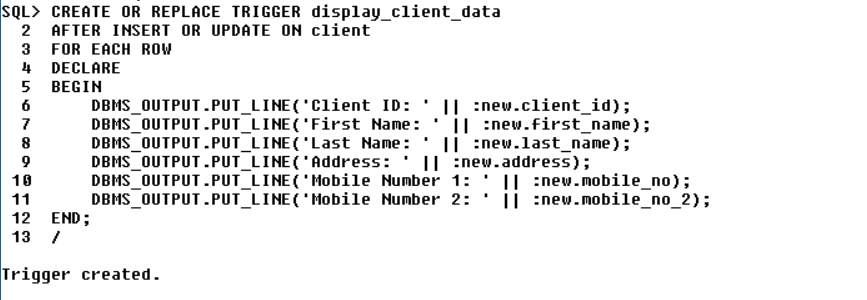 SQL> CREATE OR REPLACE TRIGGER display_client_data
  2  AFTER INSERT OR UPDATE ON client
  3  FOR EACH ROW
  4  DECLARE
  5  BEGIN
  6      DBMS_OUTPUT.PUT_LINE('Client ID: ' || :new.client_id);
  7      DBMS_OUTPUT.PUT_LINE('First Name: ' || :new.first_name);
  8      DBMS_OUTPUT.PUT_LINE('Last Name: ' || :new.last_name);
  9      DBMS_OUTPUT.PUT_LINE('Address: ' || :new.address);
 10      DBMS_OUTPUT.PUT_LINE('Mobile Number 1: ' || :new.mobile_no);
 11      DBMS_OUTPUT.PUT_LINE('Mobile Number 2: ' || :new.mobile_no_2);
 12  END;
 13  /
Trigger created.